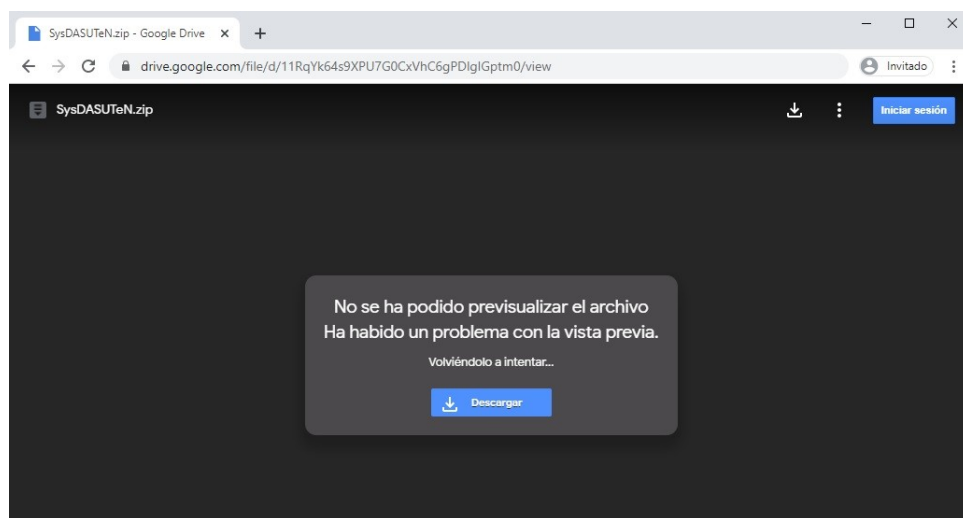 SysDASUTeN.zip - Google Drive
drive.google.com/file/d/11RqYk64s9XPU7G0CxVhC6gPDlglGptm0/view
Invitado
SysDASUTeN.zip
Iniciar sesión
No se ha podido previsualizar el archivo
Ha habido un problema con la vista previa.
Volviéndolo a intentar...
Descargar